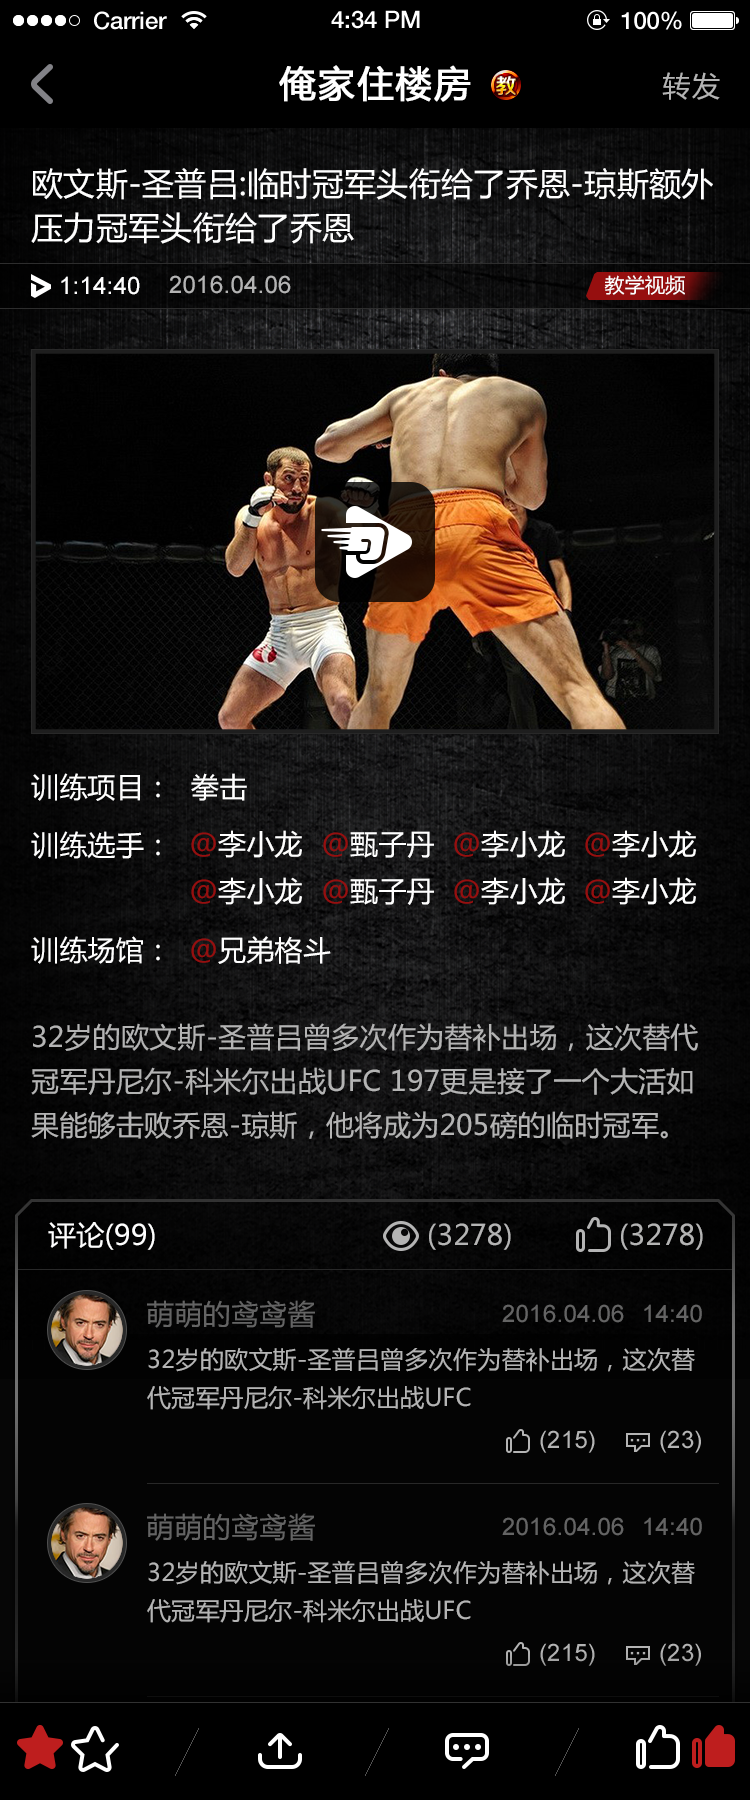 Carrier 4:34 PM 100%
俺家住楼房 教 转发
欧文斯-圣普吕:临时冠军头衔给了乔恩-琼斯额外
压力冠军头衔给了乔恩
1:14:40 2016.04.06 教学视频
训练项目： 拳击
训练选手： @李小龙 @甄子丹 @李小龙 @李小龙
@李小龙 @甄子丹 @李小龙 @李小龙
训练场馆： @兄弟格斗
32岁的欧文斯-圣普吕曾多次作为替补出场，这次替代
冠军丹尼尔-科米尔出战UFC 197更是接了一个大活如
果能够击败乔恩-琼斯，他将成为205磅的临时冠军。
评论(99) (3278) (3278)
萌萌的鸢鸢酱 2016.04.06 14:40
32岁的欧文斯-圣普吕曾多次作为替补出场，这次替
代冠军丹尼尔-科米尔出战UFC
(215) (23)
萌萌的鸢鸢酱 2016.04.06 14:40
32岁的欧文斯-圣普吕曾多次作为替补出场，这次替
代冠军丹尼尔-科米尔出战UFC
(215) (23)